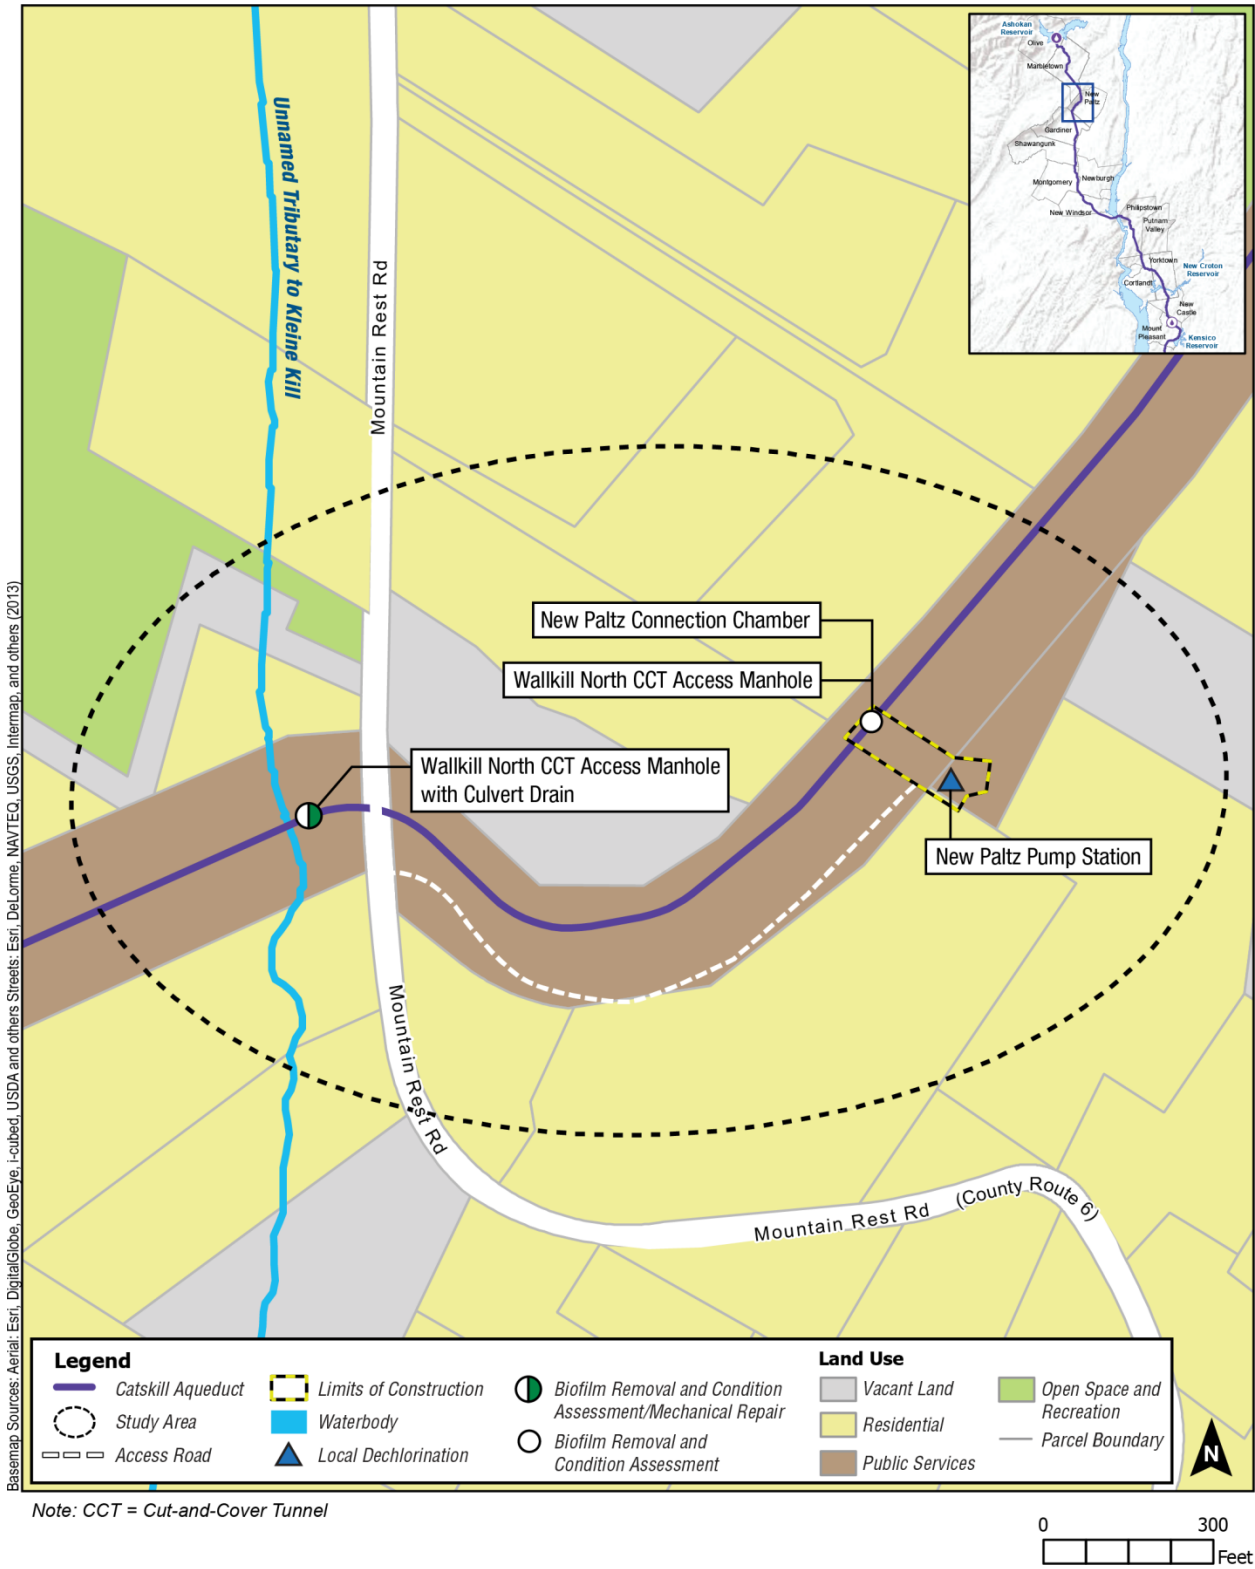 Ashokan
Reservoir
Olive
Marbletown
New
Paltz
Gardiner
Shawangunk
Montgomery
Newburgh
New Windsor
Philipstown
Putnam
Valley
Yorktown
New Croton
Reservoir
Cortlandt
New
Castle
Mount
Pleasant
Kensico
Reservoir
Unnamed Tributary to Kleine Kill
Mountain Rest Rd
New Paltz Connection Chamber
Wallkill North CCT Access Manhole
Wallkill North CCT Access Manhole
with Culvert Drain
New Paltz Pump Station
Mountain Rest Rd
Mountain Rest Rd
(County Route 6)
Basemap Sources: Aerial: Esri, DigitalGlobe, GeoEye, i-cubed, USDA and others Streets: Esri, DeLorme, NAVTEQ, USGS, Intermap, and others (2013)
Legend
Catskill Aqueduct
Study Area
Access Road
Limits of Construction
Waterbody
Local Dechlorination
Biofilm Removal and Condition
Assessment/Mechanical Repair
Biofilm Removal and
Condition Assessment
Land Use
Vacant Land
Residential
Public Services
Open Space and
Recreation
Parcel Boundary
N
Note: CCT = Cut-and-Cover Tunnel
0 300
Feet